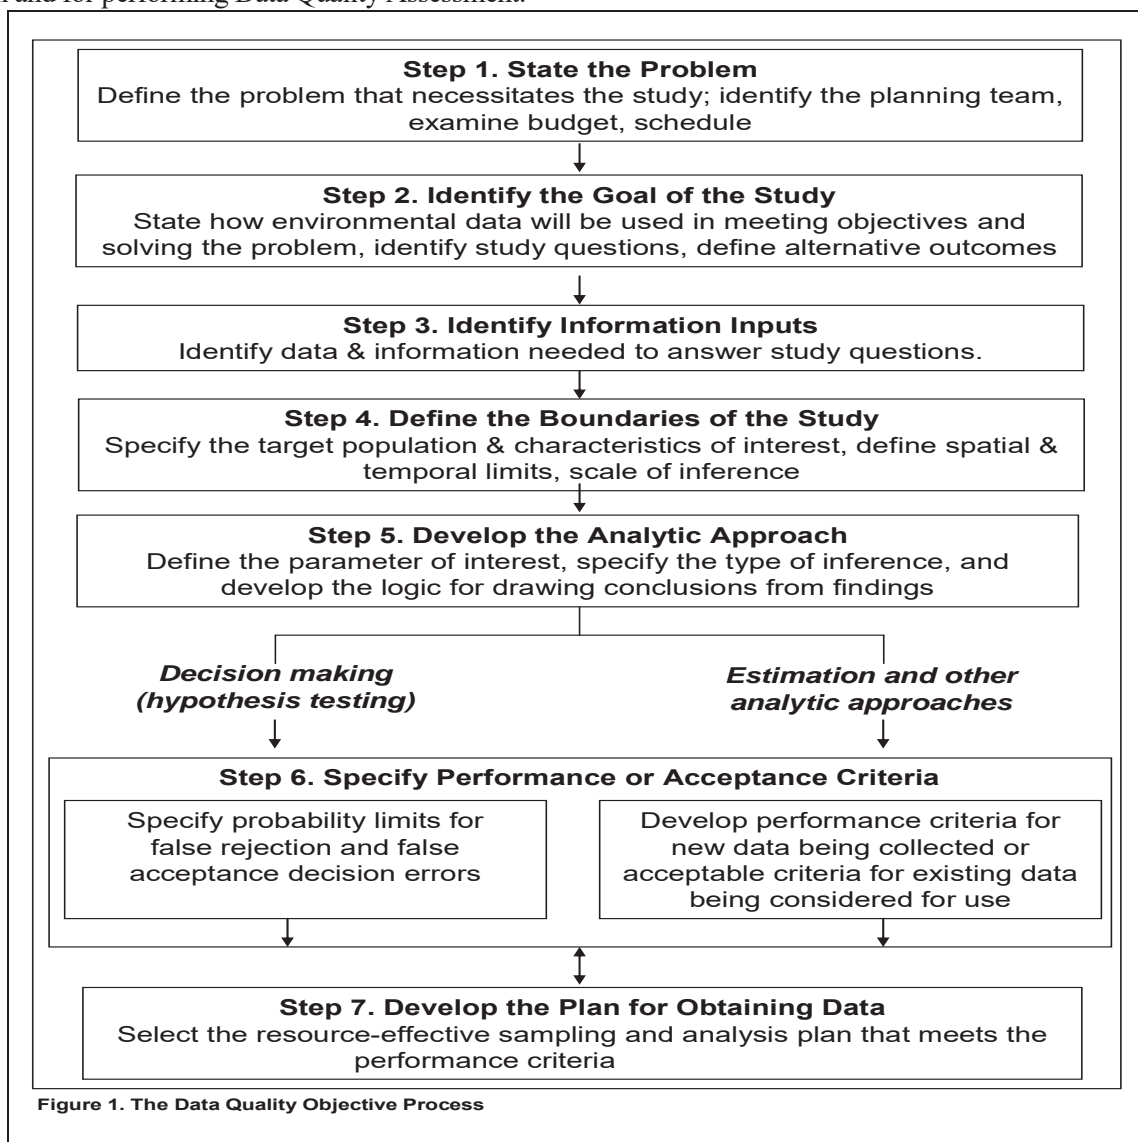 and for performing Data Quality Assessment.
Step 1. State the Problem
Define the problem that necessitates the study; identify the planning team,
examine budget, schedule
Step 2. Identify the Goal of the Study
State how environmental data will be used in meeting objectives and
solving the problem, identify study questions, define alternative outcomes
Step 3. Identify Information Inputs
Identify data & information needed to answer study questions.
Step 4. Define the Boundaries of the Study
Specify the target population & characteristics of interest, define spatial &
temporal limits, scale of inference
Step 5. Develop the Analytic Approach
Define the parameter of interest, specify the type of inference, and
develop the logic for drawing conclusions from findings
Decision making
(hypothesis testing)
Estimation and other
analytic approaches
Step 6. Specify Performance or Acceptance Criteria
Specify probability limits for
false rejection and false
acceptance decision errors
Develop performance criteria for
new data being collected or
acceptable criteria for existing data
being considered for use
Step 7. Develop the Plan for Obtaining Data
Select the resource-effective sampling and analysis plan that meets the
performance criteria
Figure 1. The Data Quality Objective Process